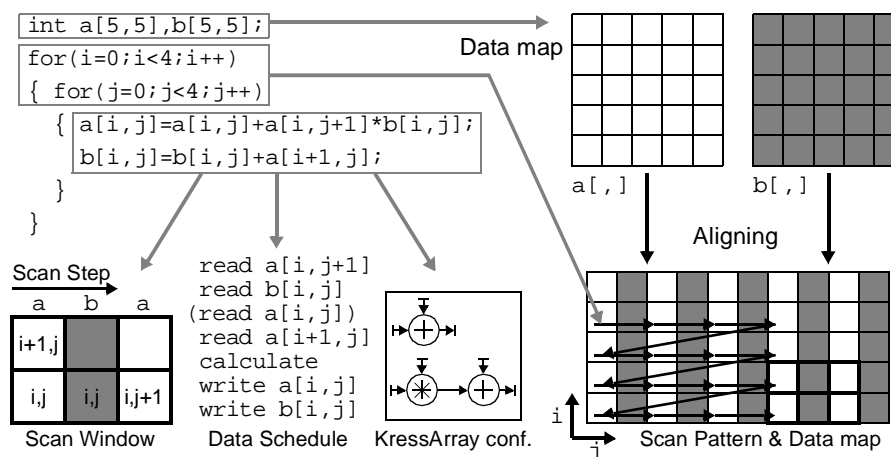 int a[5,5],b[5,5];
for(i=0;i<4;i++)
{ for(j=0;j<4;j++)
{ a[i,j]=a[i,j]+a[i,j+1]*b[i,j];
b[i,j]=b[i,j]+a[i+1,j];
}
}
Data map
a[,]
b[,]
Aligning
Scan Step
a b a
i+1,j
i,j i,j i,j+1
Scan Window
read a[i,j+1]
read b[i,j]
(read a[i,j])
read a[i+1,j]
calculate
write a[i,j]
write b[i,j]
Data Schedule
KressArray conf.
i
j
Scan Pattern & Data map